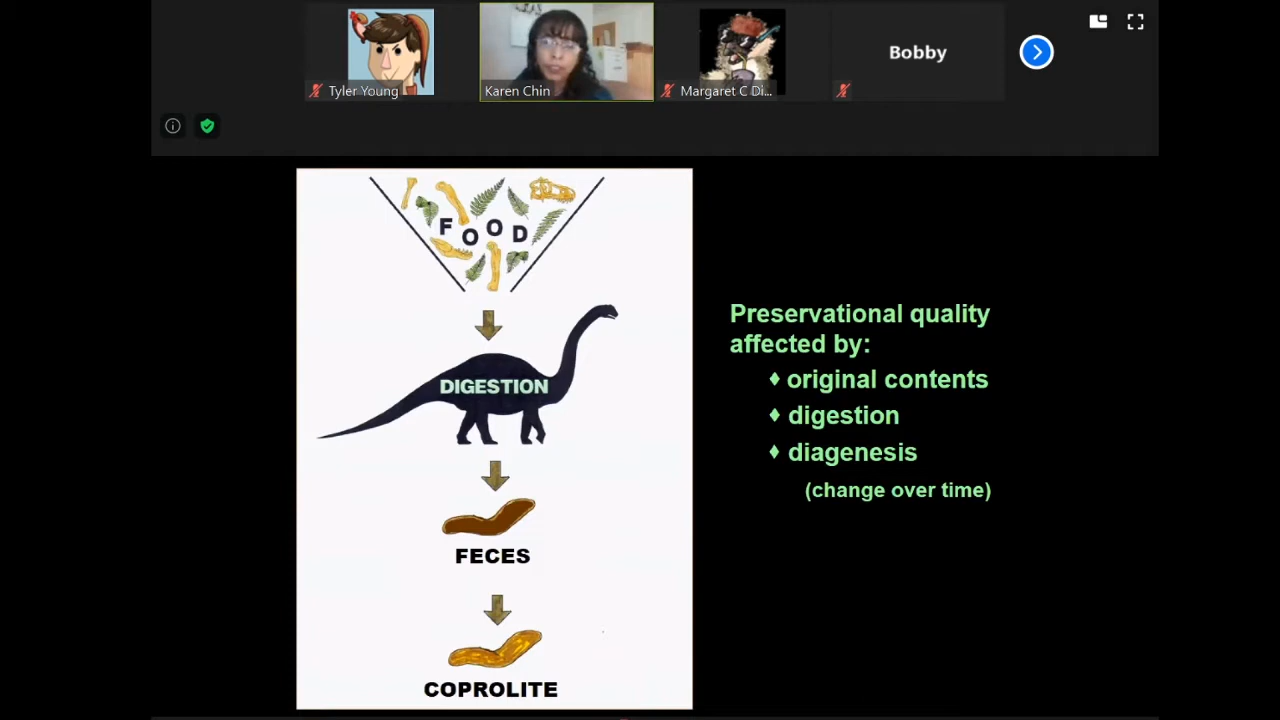 Tyler Young
Karen Chin
Margaret C Di...
Bobby
FOOD
DIGESTION
FECES
COPROLITE
Preservational quality
affected by:
♦ original contents
♦ digestion
♦ diagenesis
(change over time)